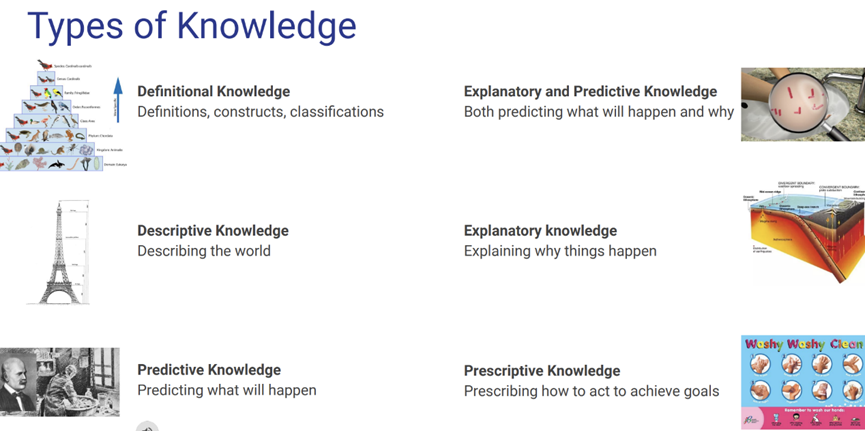 Types of Knowledge
Definitional Knowledge
Definitions, constructs, classifications
Explanatory and Predictive Knowledge
Both predicting what will happen and why
Descriptive Knowledge
Describing the world
Explanatory knowledge
Explaining why things happen
Predictive Knowledge
Predicting what will happen
Prescriptive Knowledge
Prescribing how to act to achieve goals
Washy Washy Clean
Remember to wash our hands: